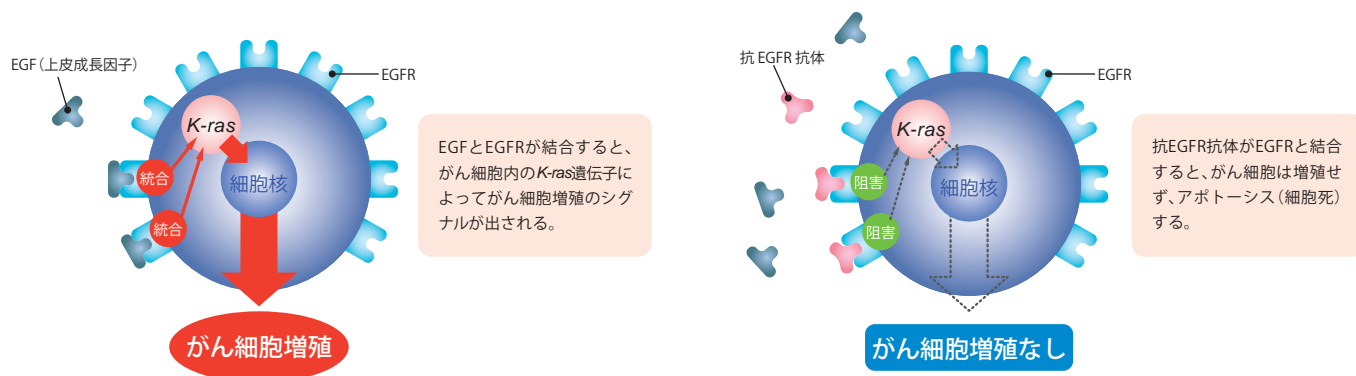 EGF（上皮成長因子）
EGFR
K-ras
統合
統合
細胞核
がん細胞増殖
EGFとEGFRが結合すると、
がん細胞内のK-ras遺伝子に
よってがん細胞増殖のシグ
ナルが出される。
抗EGFR抗体
EGFR
K-ras
阻害
阻害
細胞核
がん細胞増殖なし
抗EGFR抗体がEGFRと結合
すると、がん細胞は増殖せ
ず、アポトーシス（細胞死）
する。